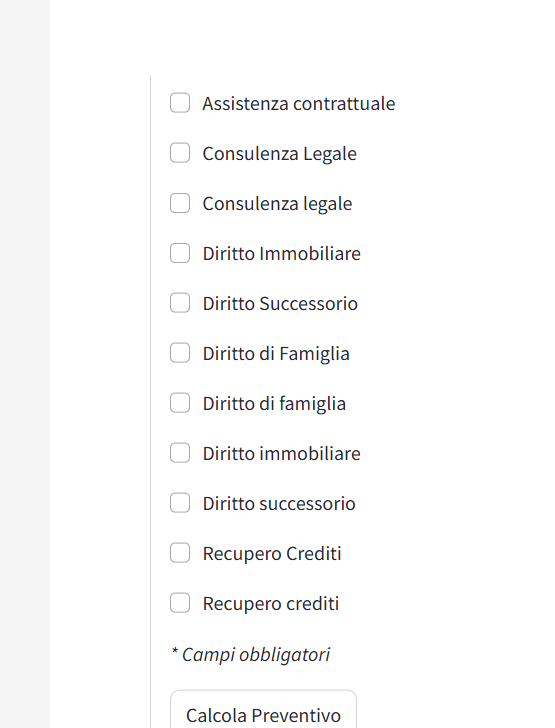 Assistenza contrattuale
Consulenza Legale
Consulenza legale
Diritto Immobiliare
Diritto Successorio
Diritto di Famiglia
Diritto di famiglia
Diritto immobiliare
Diritto successorio
Recupero Crediti
Recupero crediti
* Campi obbligatori
Calcola Preventivo